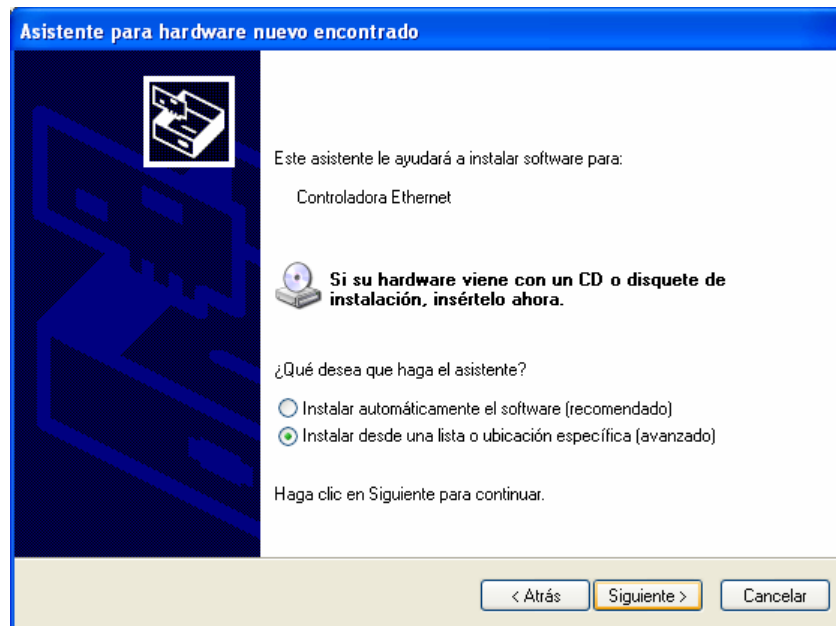 Asistente para hardware nuevo encontrado
Este asistente le ayudará a instalar software para:
Controladora Ethernet
Si su hardware viene con un CD o disquete de
instalación, insértelo ahora.
¿Qué desea que haga el asistente?
Instalar automáticamente el software (recomendado)
Instalar desde una lista o ubicación específica (avanzado)
Haga clic en Siguiente para continuar.
< Atrás
Siguiente >
Cancelar